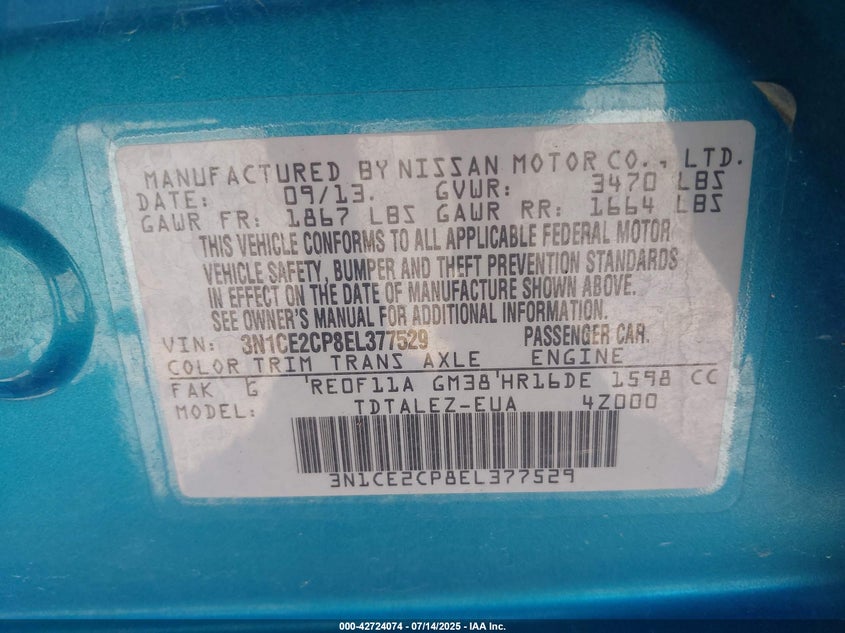 MANUFACTURED BY NISSAN MOTOR CO., LTD.
DATE: 09/13. GVWR: 3470 LBS
GAWR FR: 1867 LBS GAWR RR: 1664 LBS
THIS VEHICLE CONFORMS TO ALL APPLICABLE FEDERAL MOTOR
VEHICLE SAFETY, BUMPER AND THEFT PREVENTION STANDARDS
IN EFFECT ON THE DATE OF MANUFACTURE SHOWN ABOVE.
SEE OWNER'S MANUAL FOR ADDITIONAL INFORMATION.
VIN: 3N1CE2CP8EL377529 PASSENGER CAR.
COLOR TRIM TRANS AXLE ENGINE
FAK G 'RE0F11A GM38'HR16DE 1598 CC
MODEL: TDTALEZ-EUA 4Z000
3N1CE2CP8EL377529
000-42724074 / 07/14/2025 - IAA Inc.